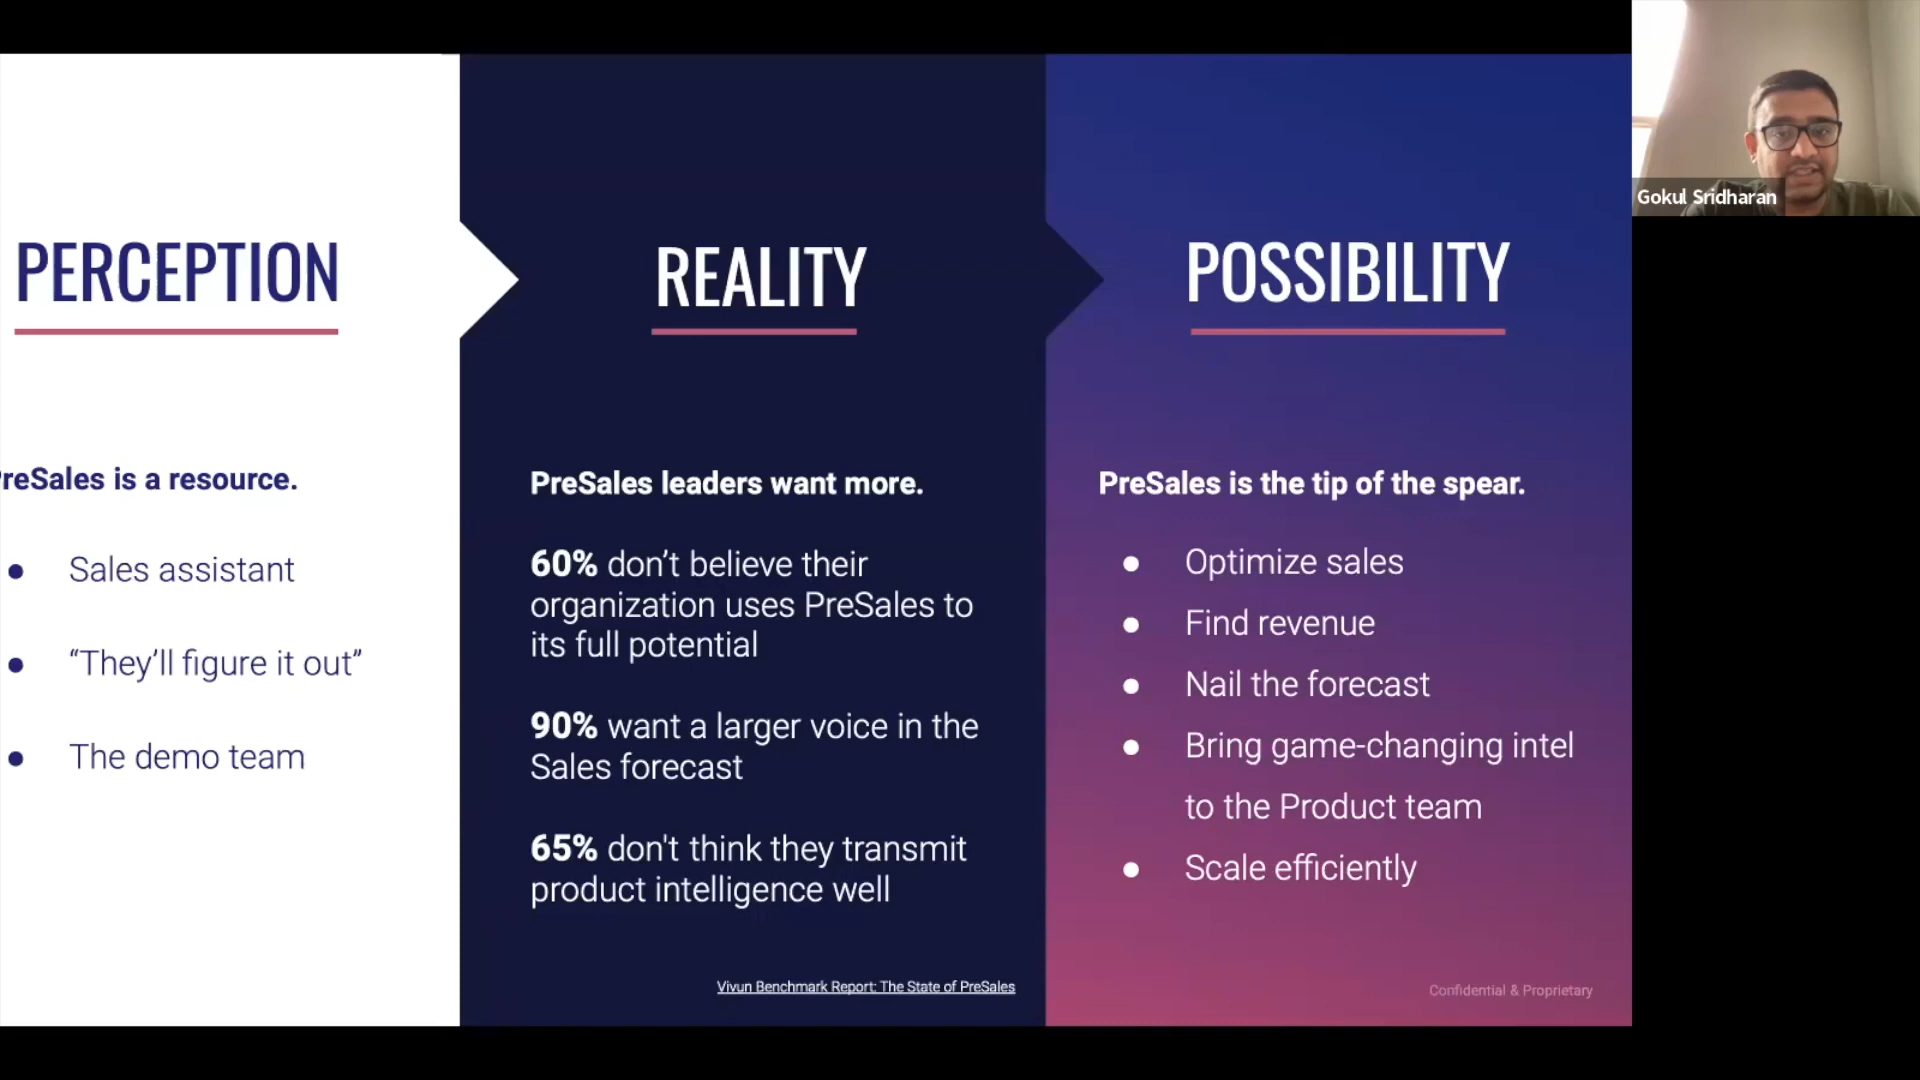 PERCEPTION
PreSales is a resource.
● Sales assistant
● “They’ll figure it out”
● The demo team
REALITY
PreSales leaders want more.
60% don’t believe their
organization uses PreSales to
its full potential
90% want a larger voice in the
Sales forecast
65% don't think they transmit
product intelligence well
Vivun Benchmark Report: The State of PreSales
POSSIBILITY
PreSales is the tip of the spear.
● Optimize sales
● Find revenue
● Nail the forecast
● Bring game-changing intel
to the Product team
● Scale efficiently
Confidential & Proprietary
Gokul Sridharan